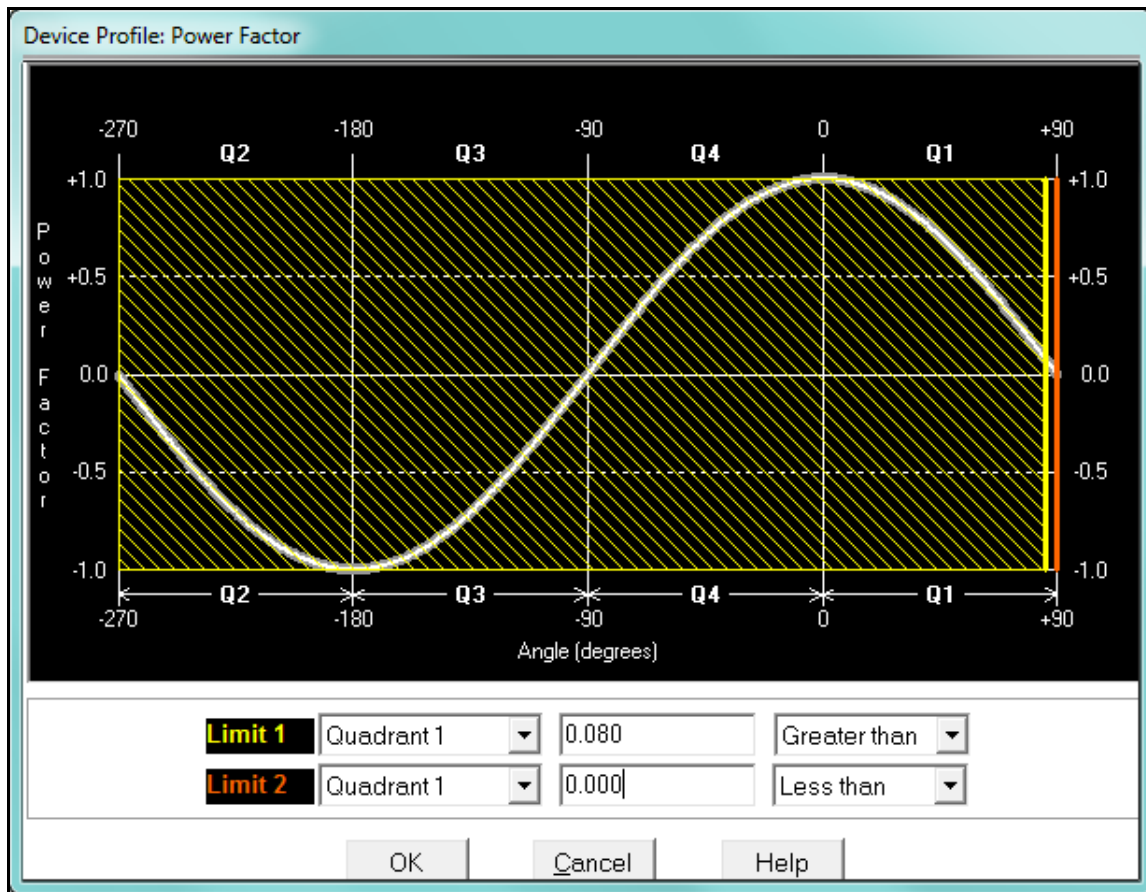 Device Profile: Power Factor
-270 -180 -90 0 +90
Q2 Q3 Q4 Q1
+1.0 +1.0
Power Factor
+0.5 +0.5
0.0 0.0
-0.5 -0.5
-1.0 -1.0
Q2 Q3 Q4 Q1
-270 -180 -90 0 +90
Angle (degrees)
Limit 1 Quadrant 1 0.080 Greater than
Limit 2 Quadrant 1 0.000 Less than
OK Cancel Help